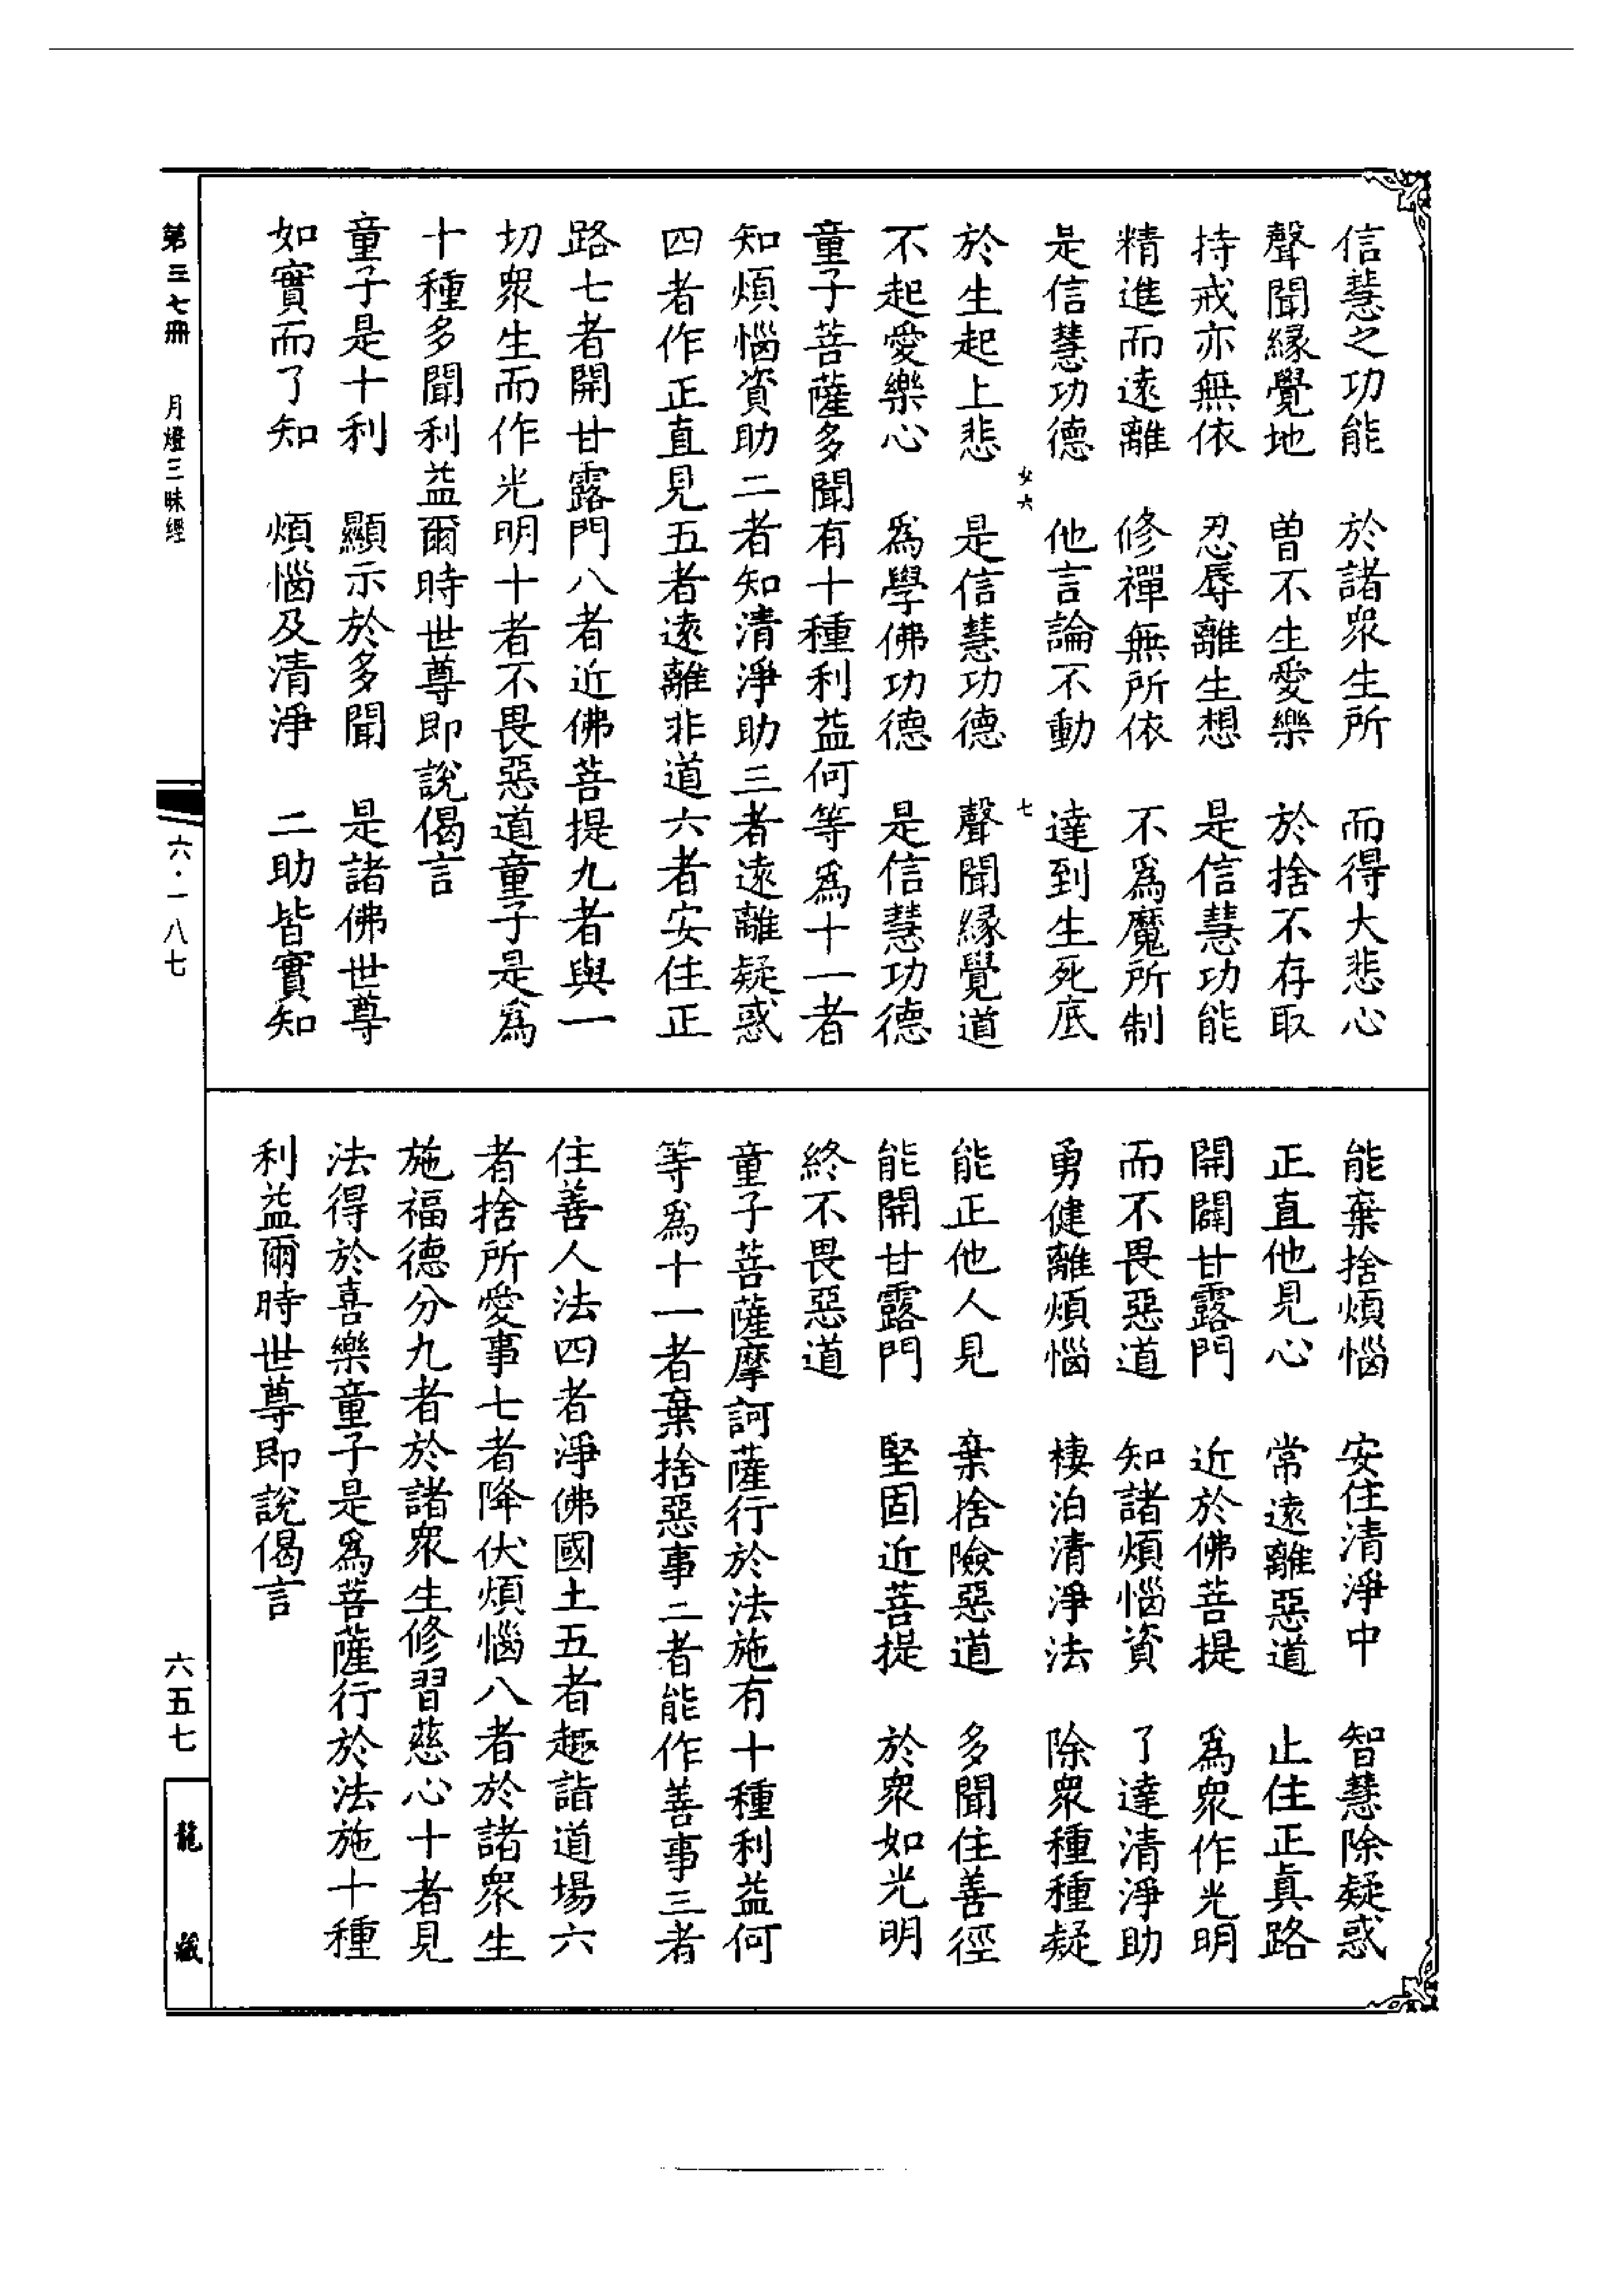 信慧之功能　於諸衆生所　而得大悲心
聲聞緣覺地　曾不生愛樂　於捨不存取
持戒亦無依　忍辱離生想　是信慧功能
精進而遠離　修禪無所依　不爲魔所制
是信慧功德　他言論不動　達到生死底
女六　七
於生起上悲　是信慧功德　聲聞緣覺道
不起愛樂心　爲學佛功德　是信慧功德
童子菩薩多聞有十種利益何等爲十一者
知煩惱資助二者知清淨助三者遠離疑惑
四者作正直見五者遠離非道六者安住正
路七者開甘露門八者近佛菩提九者與一
切衆生而作光明十者不畏惡道童子是爲
十種多聞利益爾時世尊即說偈言
童子是十利　顯示於多聞　是諸佛世尊
如實而了知　煩惱及清淨　二助皆實知
能棄捨煩惱　安住清淨中　智慧除疑惑
正直他見心　常遠離惡道　止住正眞路
開闢甘露門　近於佛菩提　爲衆作光明
而不畏惡道　知諸煩惱資　了達清淨助
勇健離煩惱　棲泊清淨法　除衆種種疑
能正他人見　棄捨險惡道　多聞住善徑
能開甘露門　堅固近菩提　於衆如光明
終不畏惡道
童子菩薩摩訶薩行於法施有十種利益何
等爲十一者棄捨惡事二者能作善事三者
住善人法四者淨佛國土五者趣詣道場六
者捨所愛事七者降伏煩惱八者於諸衆生
施福德分九者於諸衆生修習慈心十者見
法得於喜樂童子是爲菩薩行於法施十種
利益爾時世尊即說偈言
第三七冊　月燈三昧經
六·一八七
六五七
龍藏